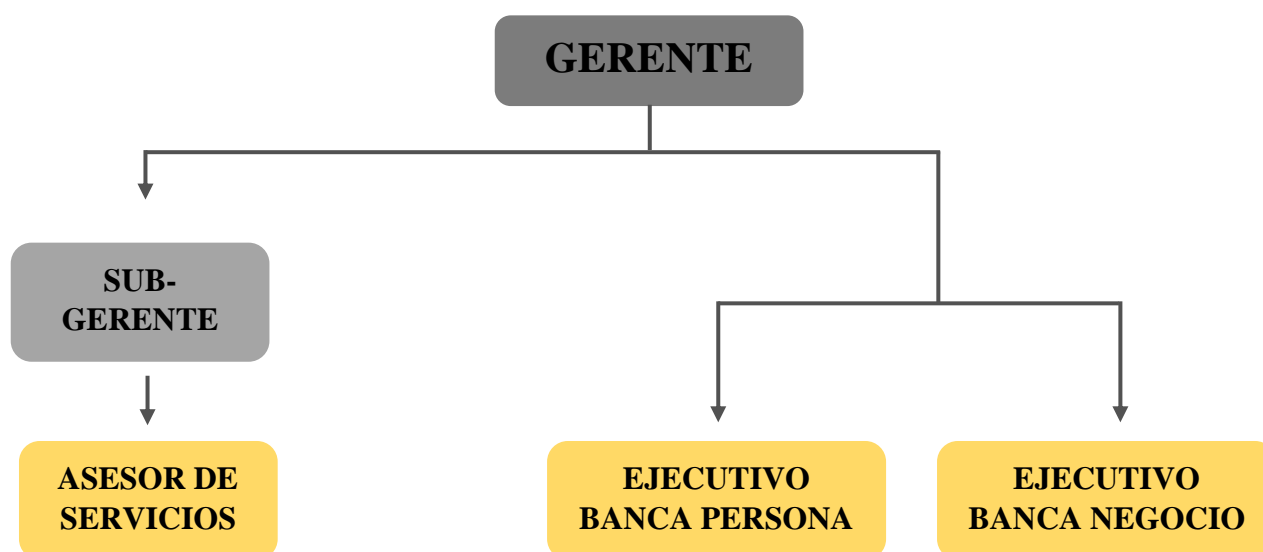 GERENTE
SUB-
GERENTE
ASESOR DE
SERVICIOS
EJECUTIVO
BANCA PERSONA
EJECUTIVO
BANCA NEGOCIO